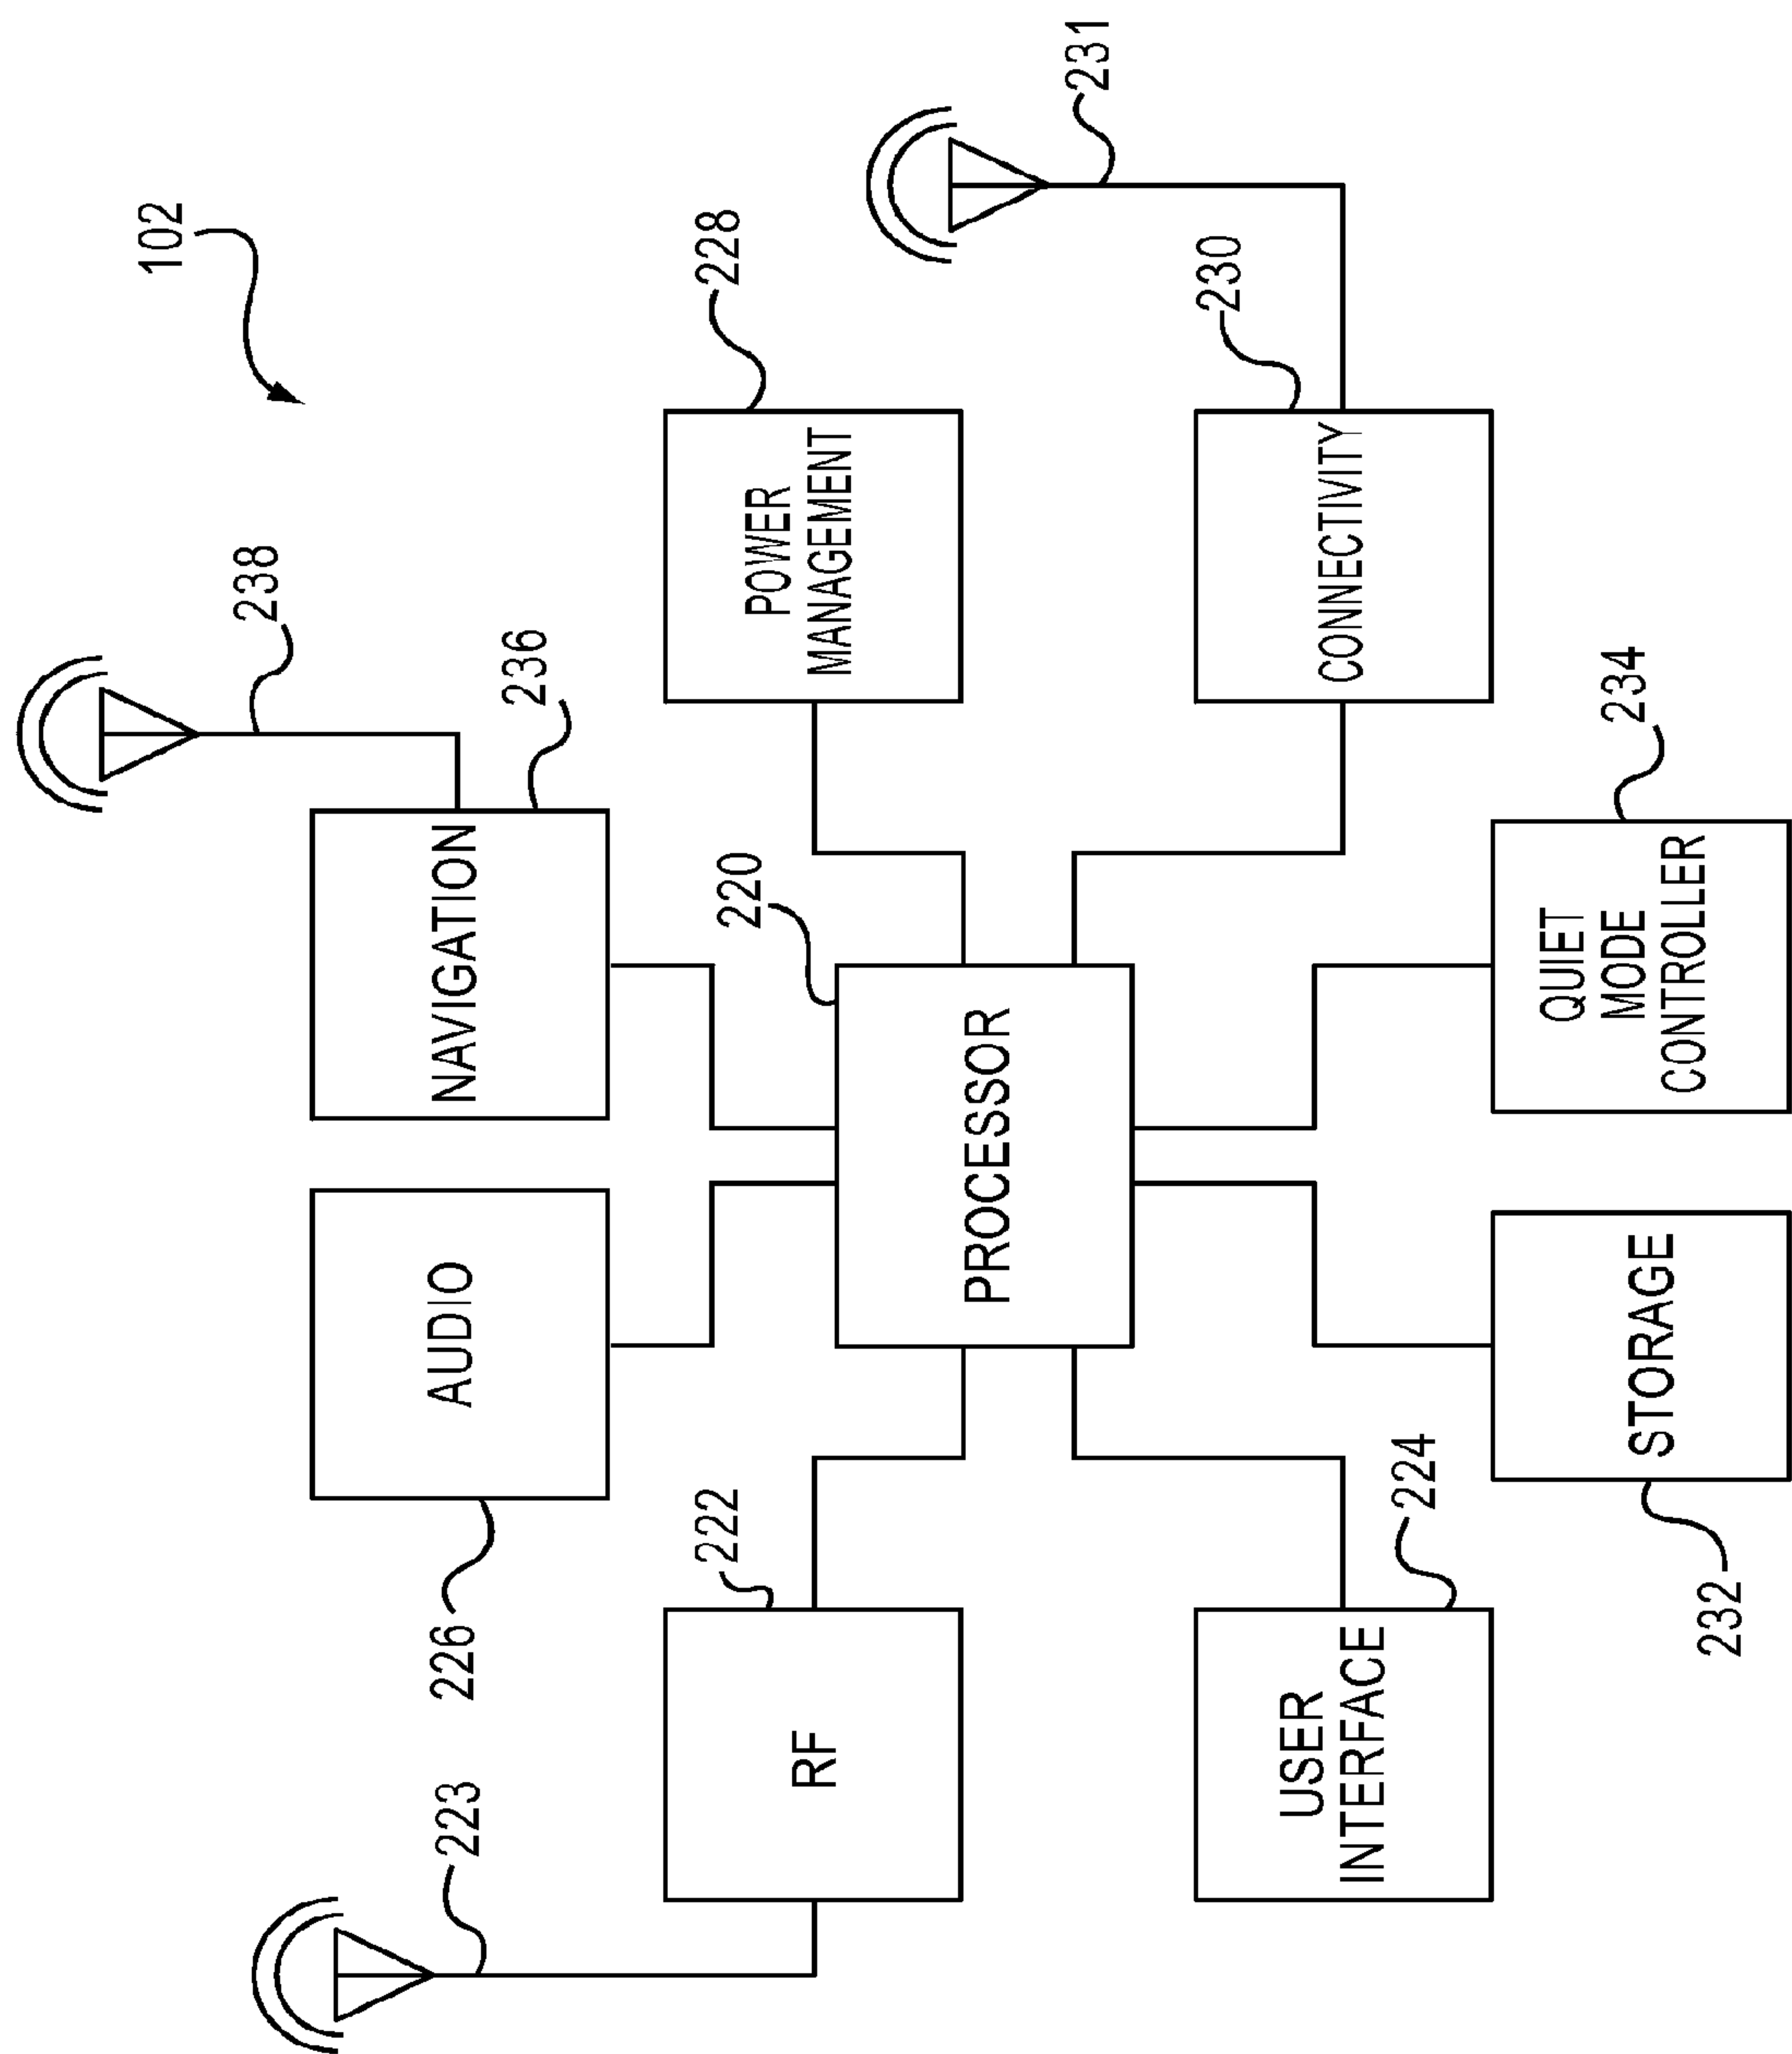 102
238
223
226
AUDIO
NAVIGATION
236
222
RF
220
PROCESSOR
228
POWER
MANAGEMENT
231
224
USER
INTERFACE
230
CONNECTIVITY
232
STORAGE
QUIET
MODE
CONTROLLER
234